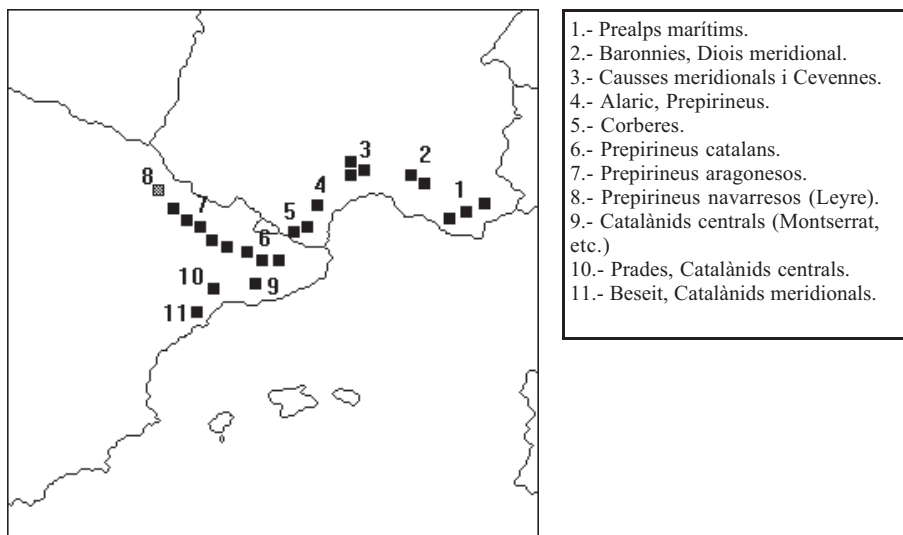 1.- Prealps marítims.
2.- Baronnies, Diois meridional.
3.- Causses meridionals i Cevennes.
4.- Alaric, Prepirineus.
5.- Corberes.
6.- Prepirineus catalans.
7.- Prepirineus aragonesos.
8.- Prepirineus navarresos (Leyre).
9.- Catalànids centrals (Montserrat,
etc.)
10.- Prades, Catalànids centrals.
11.- Beseit, Catalànids meridionals.
3
2
8
4
1
7
5
6
10
9
11